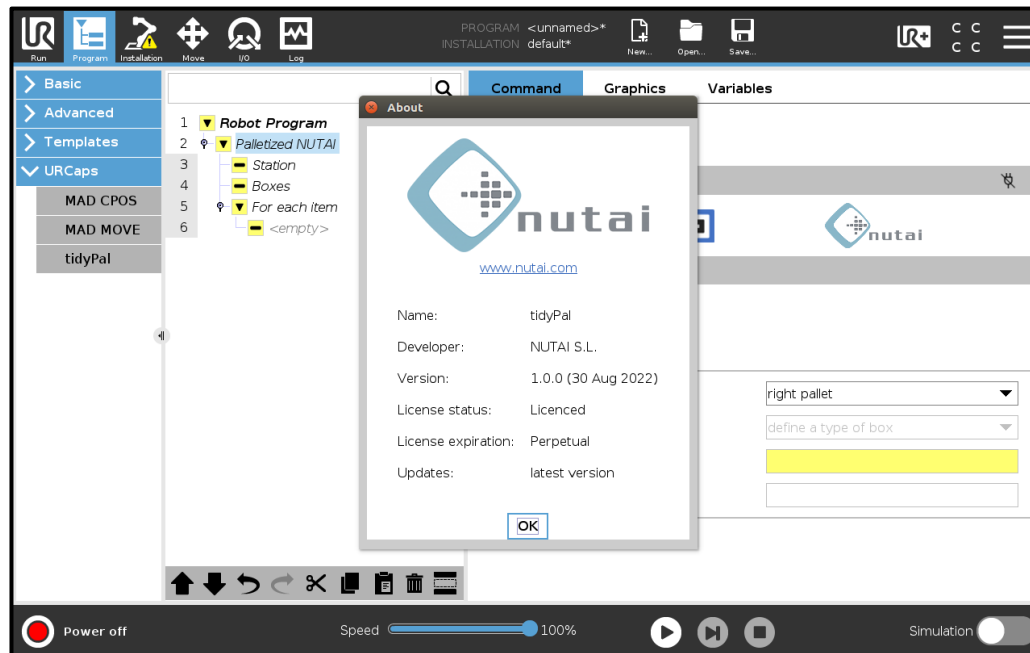 PROGRAM <unnamed>*
INSTALLATION default*
Run Program Installation Move I/O Log New... Open... Save... UR+ C C
C C
Basic
Advanced
Templates
URCaps
MAD CPOS
MAD MOVE
tidyPal
1 Robot Program
2 Palletized NUTAI
3 Station
4 Boxes
5 For each item
6 <empty>
Command Graphics Variables
About
nutai
www.nutai.com
Name: tidyPal
Developer: NUTAI S.L.
Version: 1.0.0 (30 Aug 2022)
License status: Licenced
License expiration: Perpetual
Updates: latest version
OK
nutai
right pallet
define a type of box
Power off
Speed 100%
Simulation